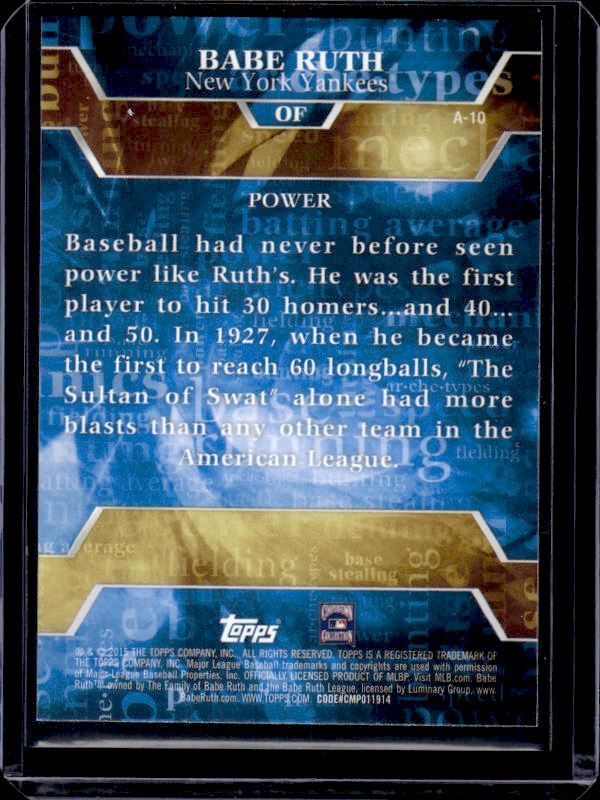 BABE RUTH
New York Yankees
OF
A-10
POWER
Baseball had never before seen
power like Ruth's. He was the first
player to hit 30 homers...and 40...
and 50. In 1927, when he became
the first to reach 60 longballs, "The
Sultan of Swat" alone had more
blasts than any other team in the
American League.
fielding
base
stealing
Topps
COOPERSTOWN
COLLECTION
® & © 2015 THE TOPPS COMPANY, INC. ALL RIGHTS RESERVED. TOPPS IS A REGISTERED TRADEMARK OF
THE TOPPS COMPANY, INC. Major League Baseball trademarks and copyrights are used with permission
of Major League Baseball Properties, Inc. OFFICIALLY LICENSED PRODUCT OF MLBP. Visit MLB.com. Babe
Ruth™ owned by The Family of Babe Ruth and the Babe Ruth League, licensed by Luminary Group, www.
BabeRuth.com. WWW.TOPPS.COM. CODE#CMP011914